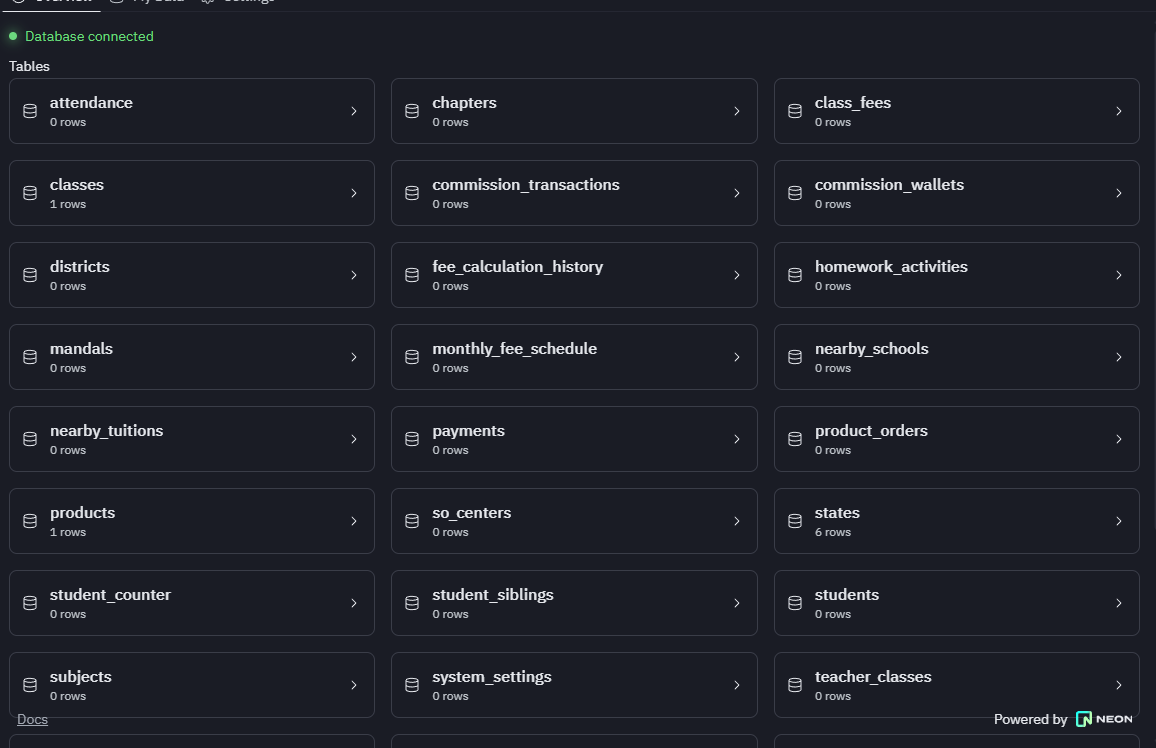 Database connected
Tables
attendance
0 rows
chapters
0 rows
class_fees
0 rows
classes
1 rows
commission_transactions
0 rows
commission_wallets
0 rows
districts
0 rows
fee_calculation_history
0 rows
homework_activities
0 rows
mandals
0 rows
monthly_fee_schedule
0 rows
nearby_schools
0 rows
nearby_tuitions
0 rows
payments
0 rows
product_orders
0 rows
products
1 rows
so_centers
0 rows
states
6 rows
student_counter
0 rows
student_siblings
0 rows
students
0 rows
subjects
0 rows
system_settings
0 rows
teacher_classes
0 rows
Docs
Powered by NEON